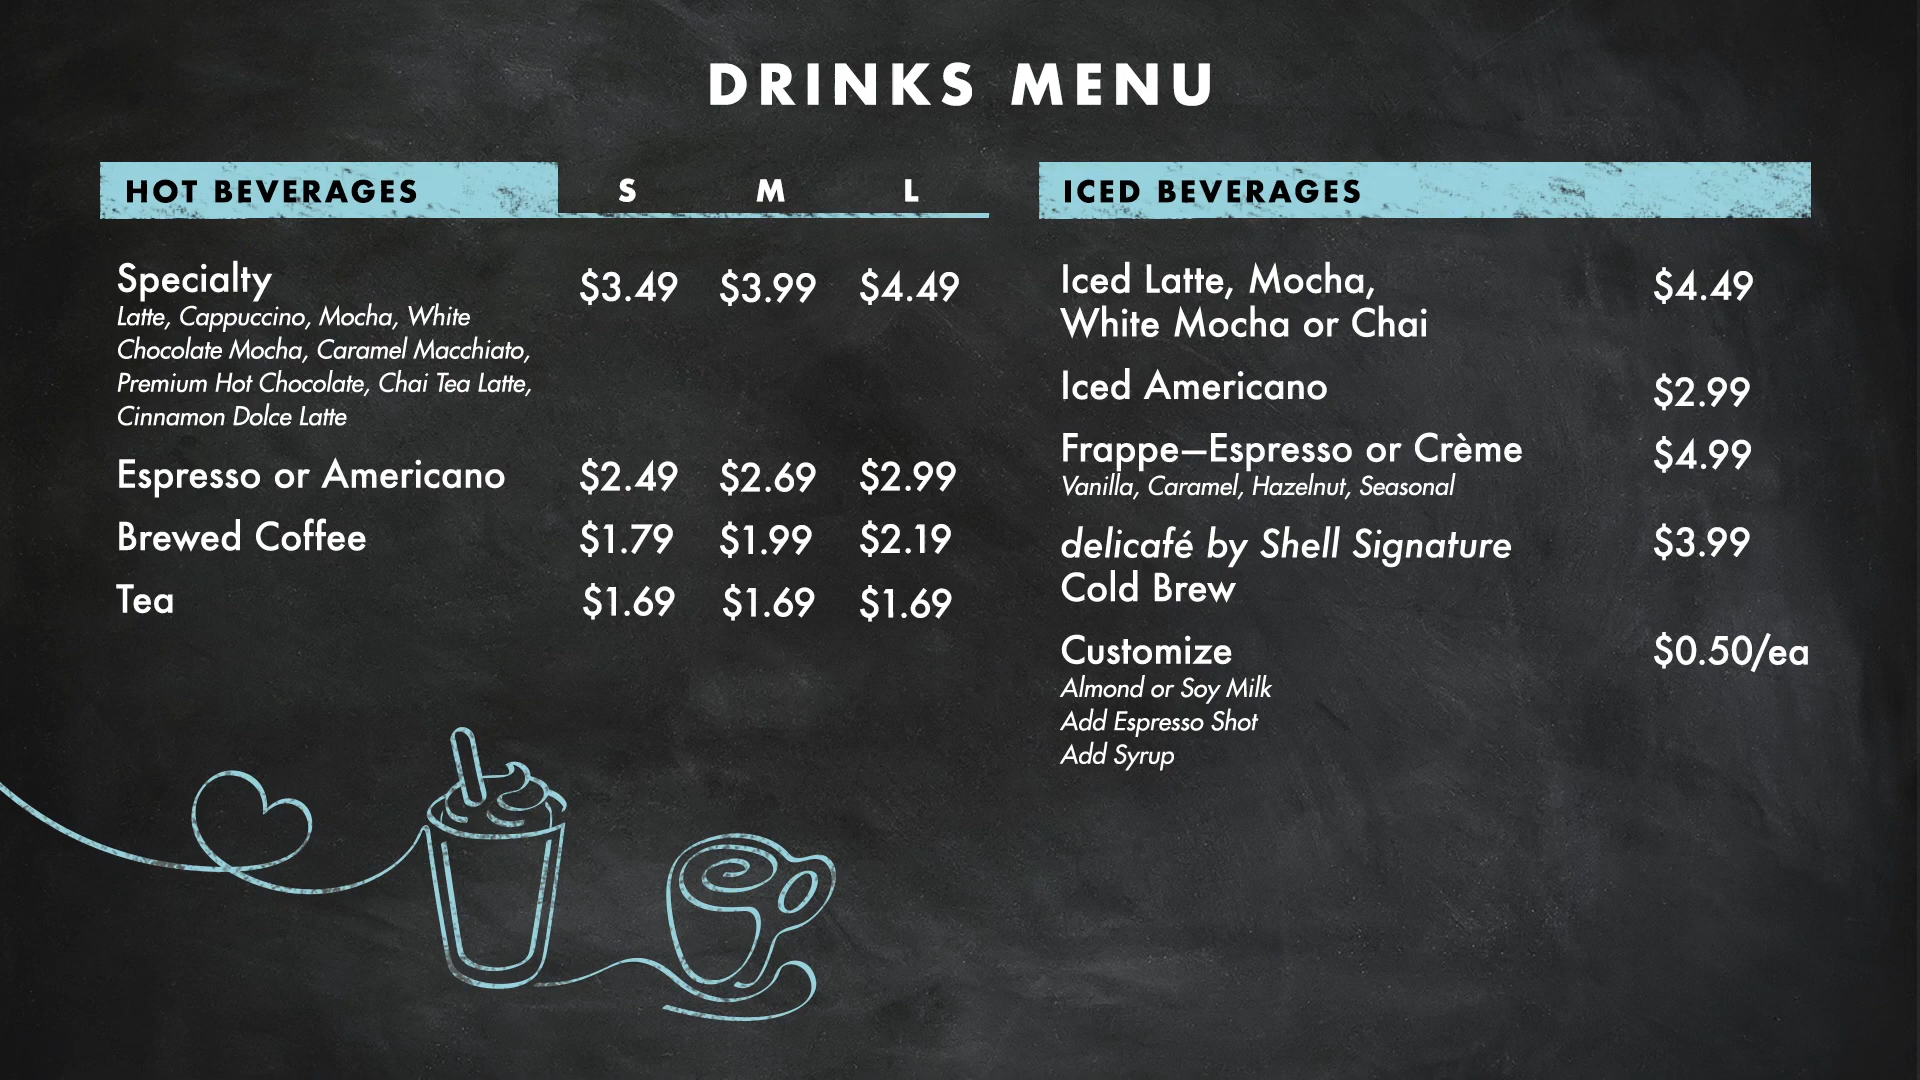 DRINKS MENU
HOT BEVERAGES S M L
Specialty $3.49 $3.99 $4.49
Latte, Cappuccino, Mocha, White
Chocolate Mocha, Caramel Macchiato,
Premium Hot Chocolate, Chai Tea Latte,
Cinnamon Dolce Latte
Espresso or Americano $2.49 $2.69 $2.99
Brewed Coffee $1.79 $1.99 $2.19
Tea $1.69 $1.69 $1.69
ICED BEVERAGES
Iced Latte, Mocha, $4.49
White Mocha or Chai
Iced Americano $2.99
Frappe—Espresso or Crème $4.99
Vanilla, Caramel, Hazelnut, Seasonal
delicafé by Shell Signature $3.99
Cold Brew
Customize $0.50/ea
Almond or Soy Milk
Add Espresso Shot
Add Syrup